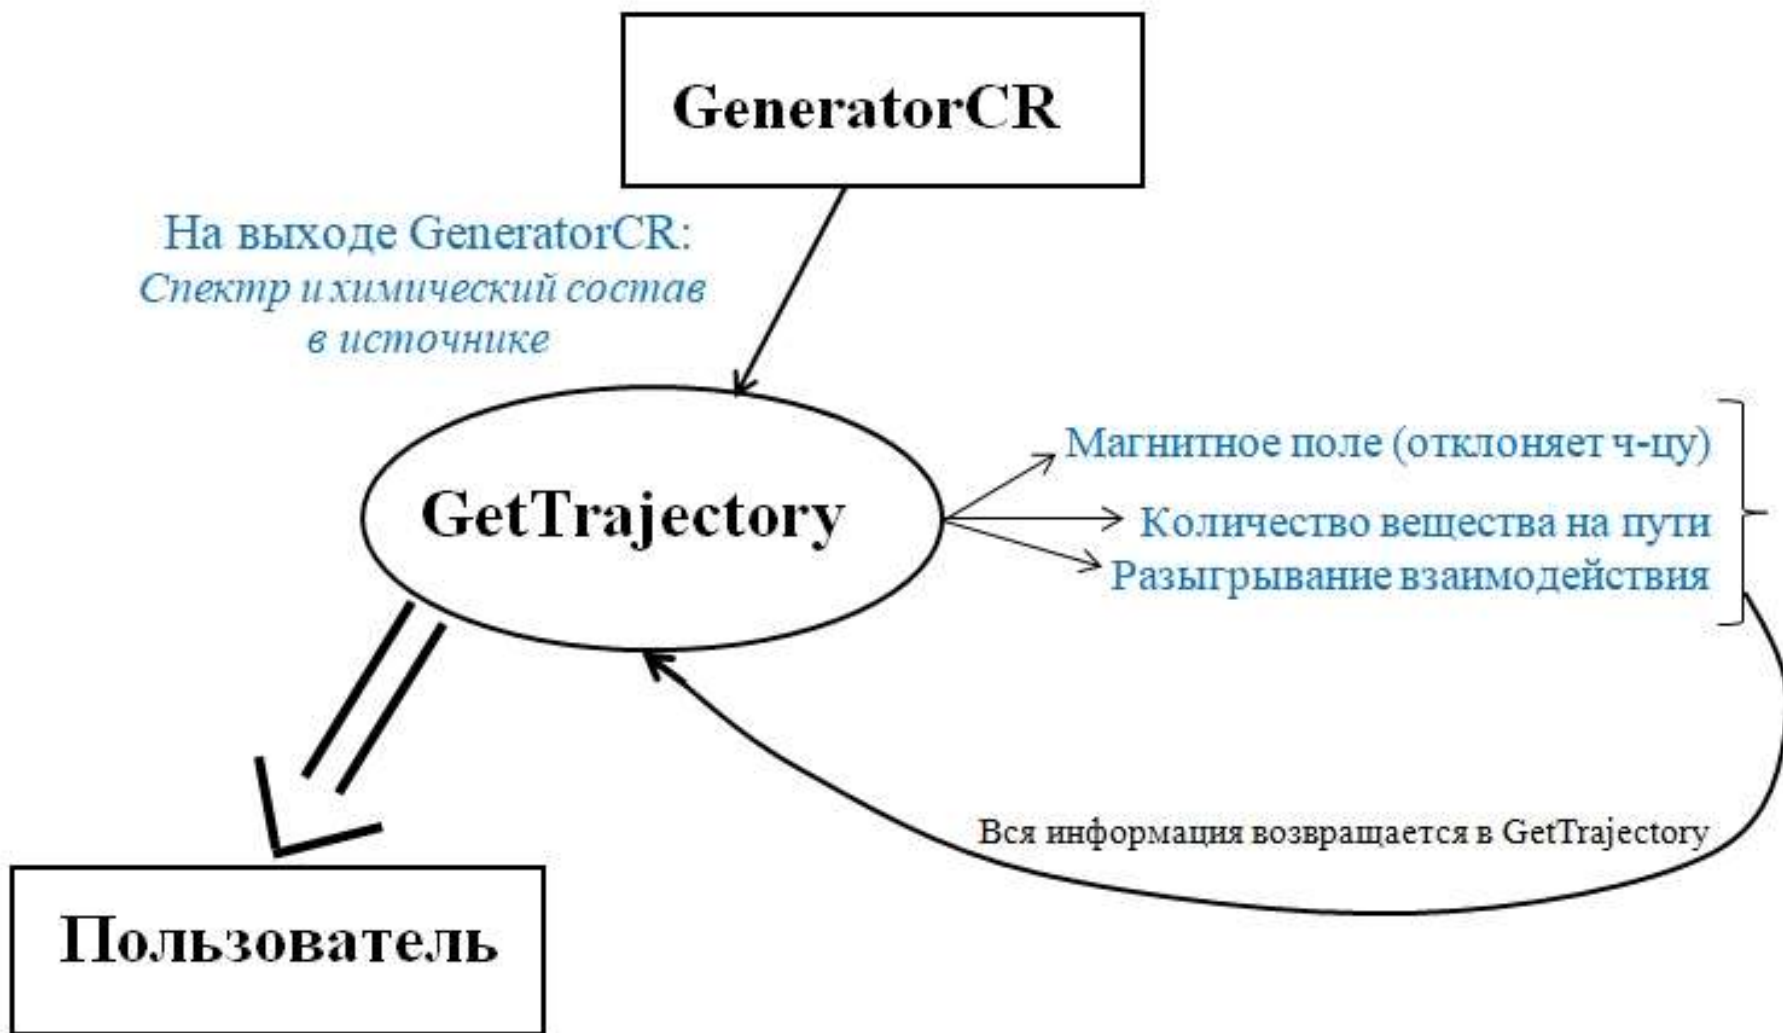 GeneratorCR
На выходе GeneratorCR:
Спектр и химический состав
в источнике
GetTrajectory
Магнитное поле (отклоняет ч-цу)
Количество вещества на пути
Разыгрывание взаимодействия
Вся информация возвращается в GetTrajectory
Пользователь